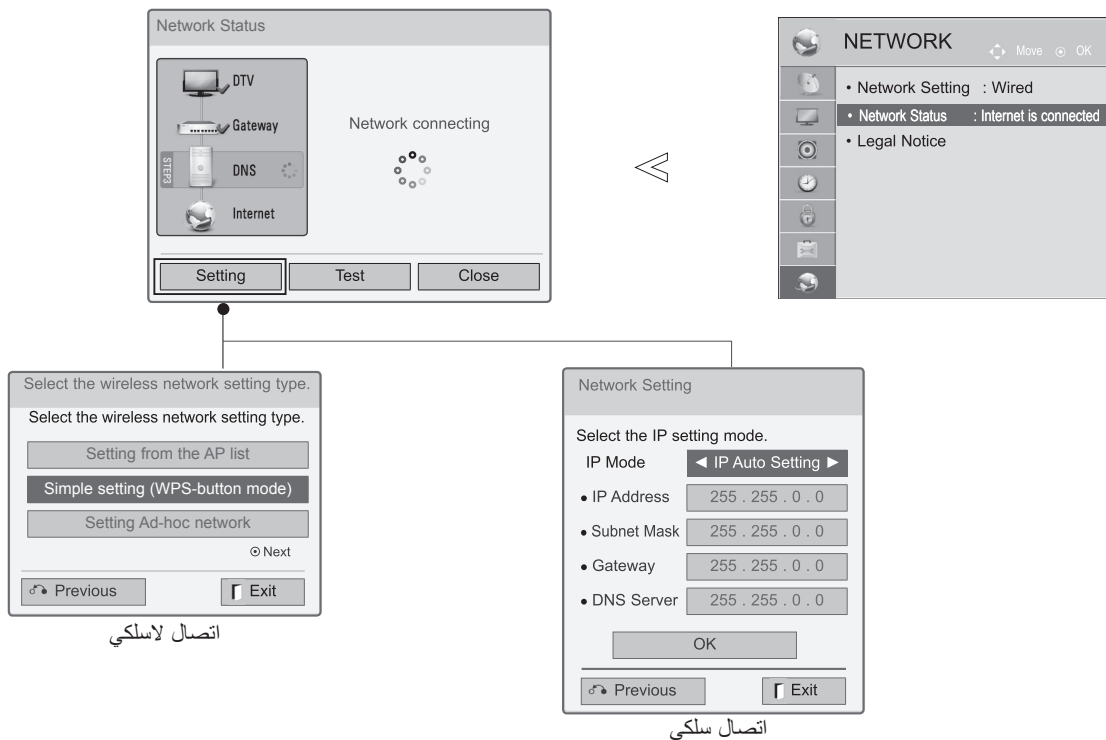 Network Status
DTV
Gateway
STEP3
DNS
Internet
Network connecting
Setting
Test
Close
NETWORK
Move
OK
• Network Setting : Wired
• Network Status : Internet is connected
• Legal Notice
Select the wireless network setting type.
Select the wireless network setting type.
Setting from the AP list
Simple setting (WPS-button mode)
Setting Ad-hoc network
⊙ Next
Previous
Exit
اتصال لاسلكي
Network Setting
Select the IP setting mode.
IP Mode ◄ IP Auto Setting ►
• IP Address 255 . 255 . 0 . 0
• Subnet Mask 255 . 255 . 0 . 0
• Gateway 255 . 255 . 0 . 0
• DNS Server 255 . 255 . 0 . 0
OK
Previous
Exit
اتصال سلكي